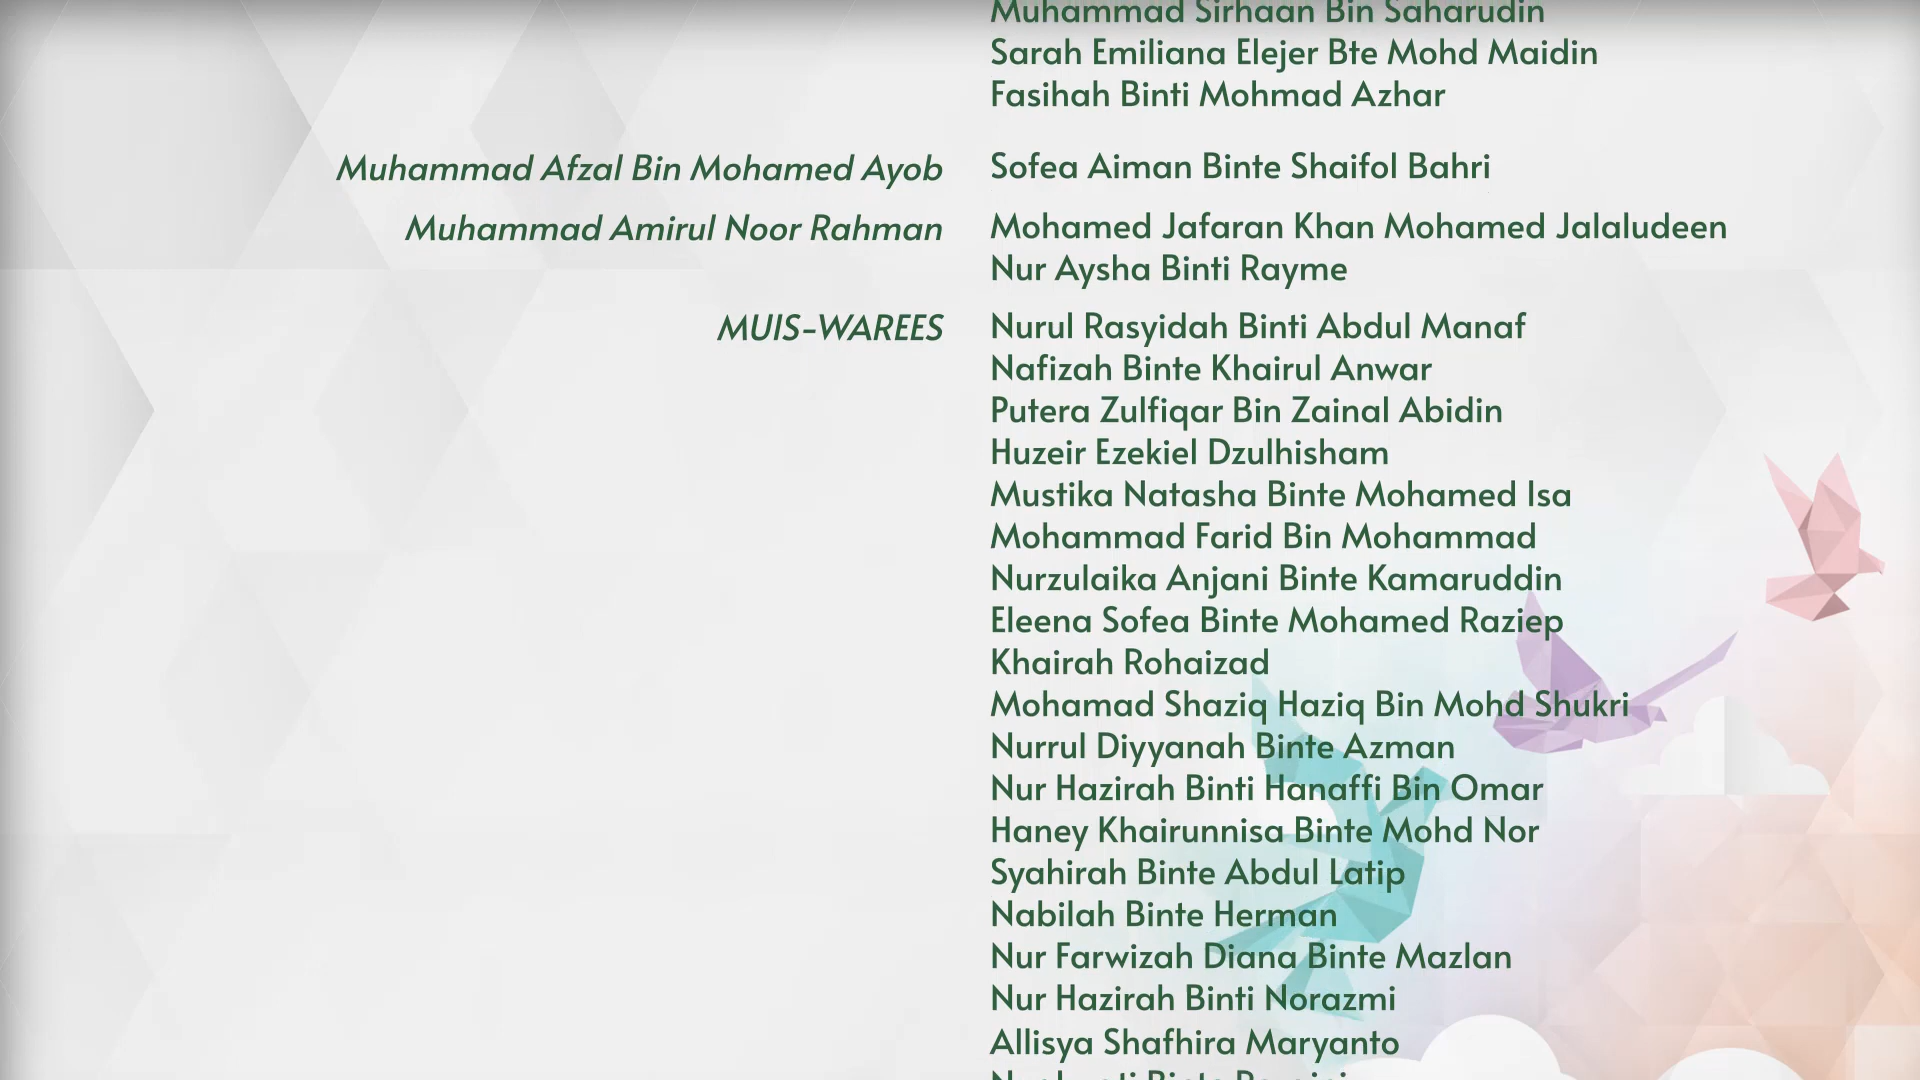 Muhammad Sirhaan Bin Saharudin
Sarah Emiliana Elejer Bte Mohd Maidin
Fasihah Binti Mohmad Azhar
Muhammad Afzal Bin Mohamed Ayob Sofea Aiman Binte Shaifol Bahri
Muhammad Amirul Noor Rahman Mohamed Jafaran Khan Mohamed Jalaludeen
Nur Aysha Binti Rayme
MUIS-WAREES Nurul Rasyidah Binti Abdul Manaf
Nafizah Binte Khairul Anwar
Putera Zulfiqar Bin Zainal Abidin
Huzeir Ezekiel Dzulhisham
Mustika Natasha Binte Mohamed Isa
Mohammad Farid Bin Mohammad
Nurzulaika Anjani Binte Kamaruddin
Eleena Sofea Binte Mohamed Raziep
Khairah Rohaizad
Mohamad Shaziq Haziq Bin Mohd Shukri
Nurrul Diyyanah Binte Azman
Nur Hazirah Binti Hanaffi Bin Omar
Haney Khairunnisa Binte Mohd Nor
Syahirah Binte Abdul Latip
Nabilah Binte Herman
Nur Farwizah Diana Binte Mazlan
Nur Hazirah Binti Norazmi
Allisya Shafhira Maryanto